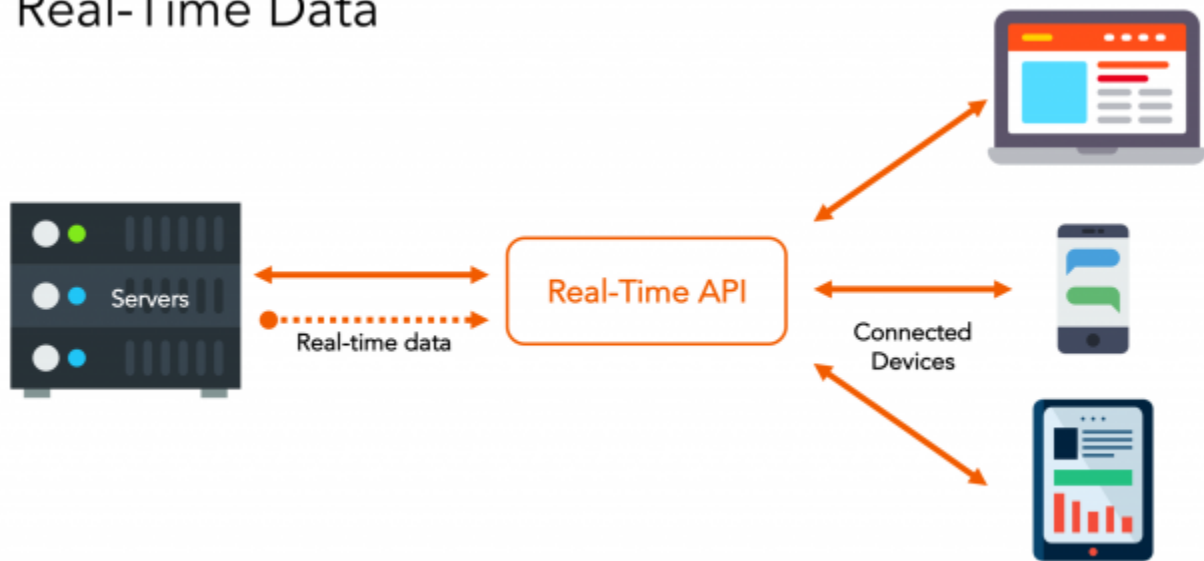 Real-Time Data
Servers
Real-time data
Real-Time API
Connected
Devices